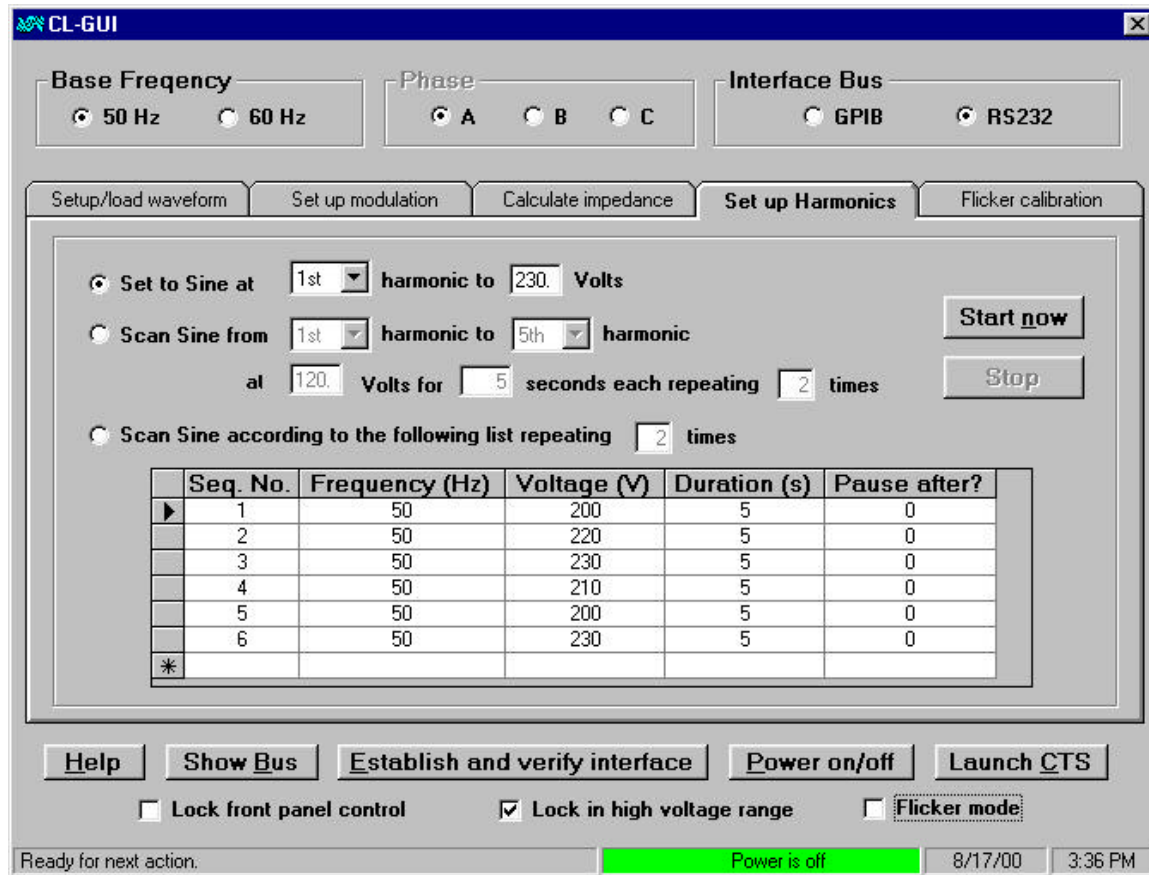 CL-GUI
Base Freqency
50 Hz 60 Hz
Phase
A B C
Interface Bus
GPIB RS232
Setup/load waveform Set up modulation Calculate impedance Set up Harmonics Flicker calibration
Set to Sine at 1st harmonic to 230. Volts
Scan Sine from 1st harmonic to 5th harmonic
at 120. Volts for 5 seconds each repeating 2 times
Start now
Stop
Scan Sine according to the following list repeating 2 times
Seq. No. Frequency (Hz) Voltage (V) Duration (s) Pause after?
1 50 200 5 0
2 50 220 5 0
3 50 230 5 0
4 50 210 5 0
5 50 200 5 0
6 50 230 5 0
Help Show Bus Establish and verify interface Power on/off Launch CTS
Lock front panel control Lock in high voltage range Flicker mode
Ready for next action. Power is off 8/17/00 3:36 PM